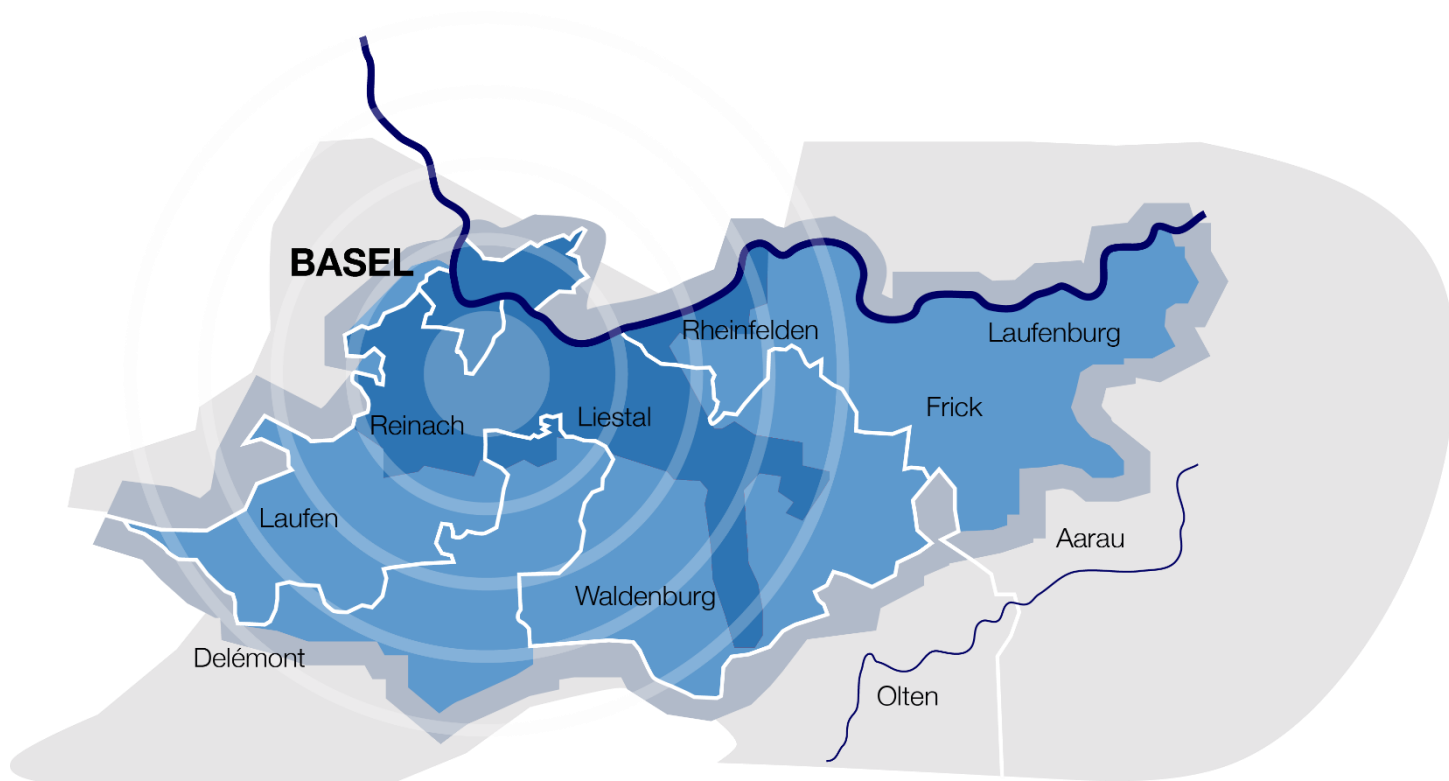 BASEL
Rheinfelden
Laufenburg
Reinach
Liestal
Frick
Laufen
Aarau
Waldenburg
Delémont
Olten